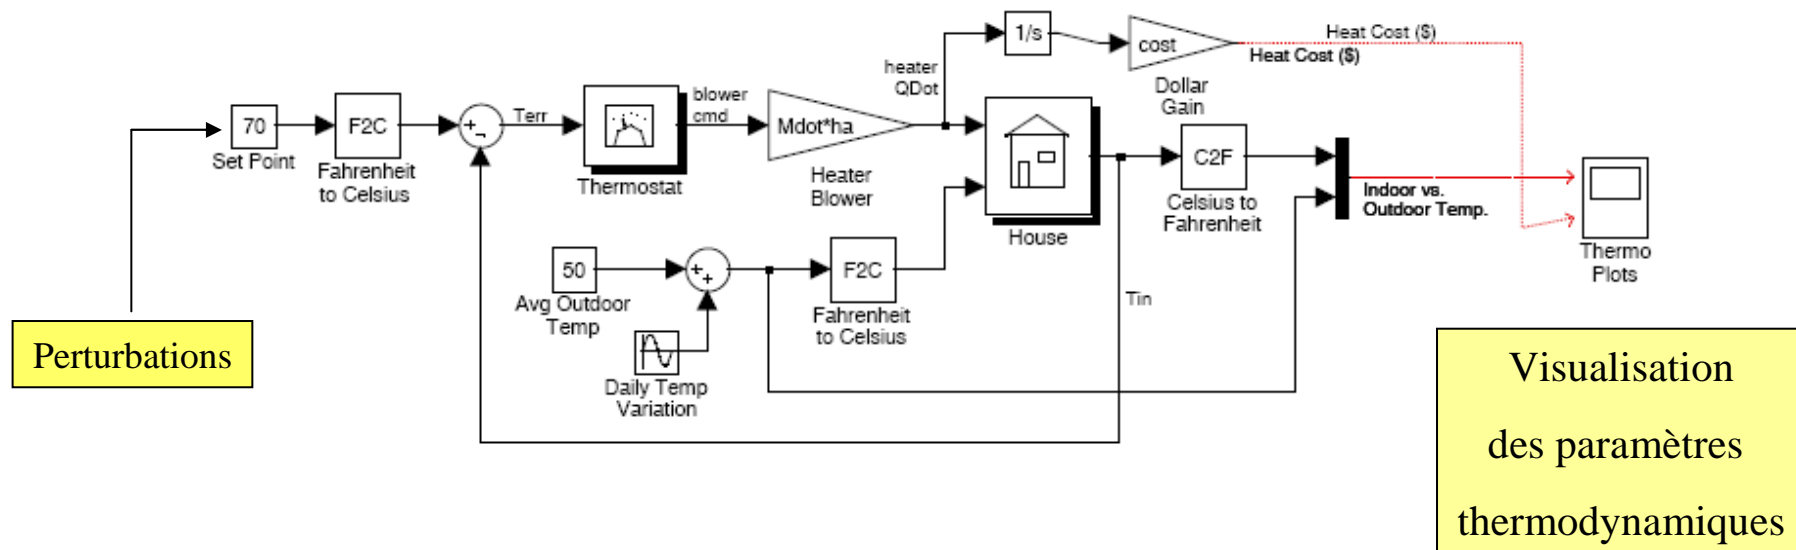 1/s
cost
Heat Cost ($)
Heat Cost ($)
Dollar
Gain
heater
QDot
70
Set Point
F2C
Fahrenheit
to Celsius
+
-
Terr
Thermostat
blower
cmd
Mdot*ha
Heater
Blower
House
C2F
Celsius to
Fahrenheit
Indoor vs.
Outdoor Temp.
Thermo
Plots
50
Avg Outdoor
Temp
+
+
Daily Temp
Variation
F2C
Fahrenheit
to Celsius
Tin
Perturbations
Visualisation
des paramètres
thermodynamiques